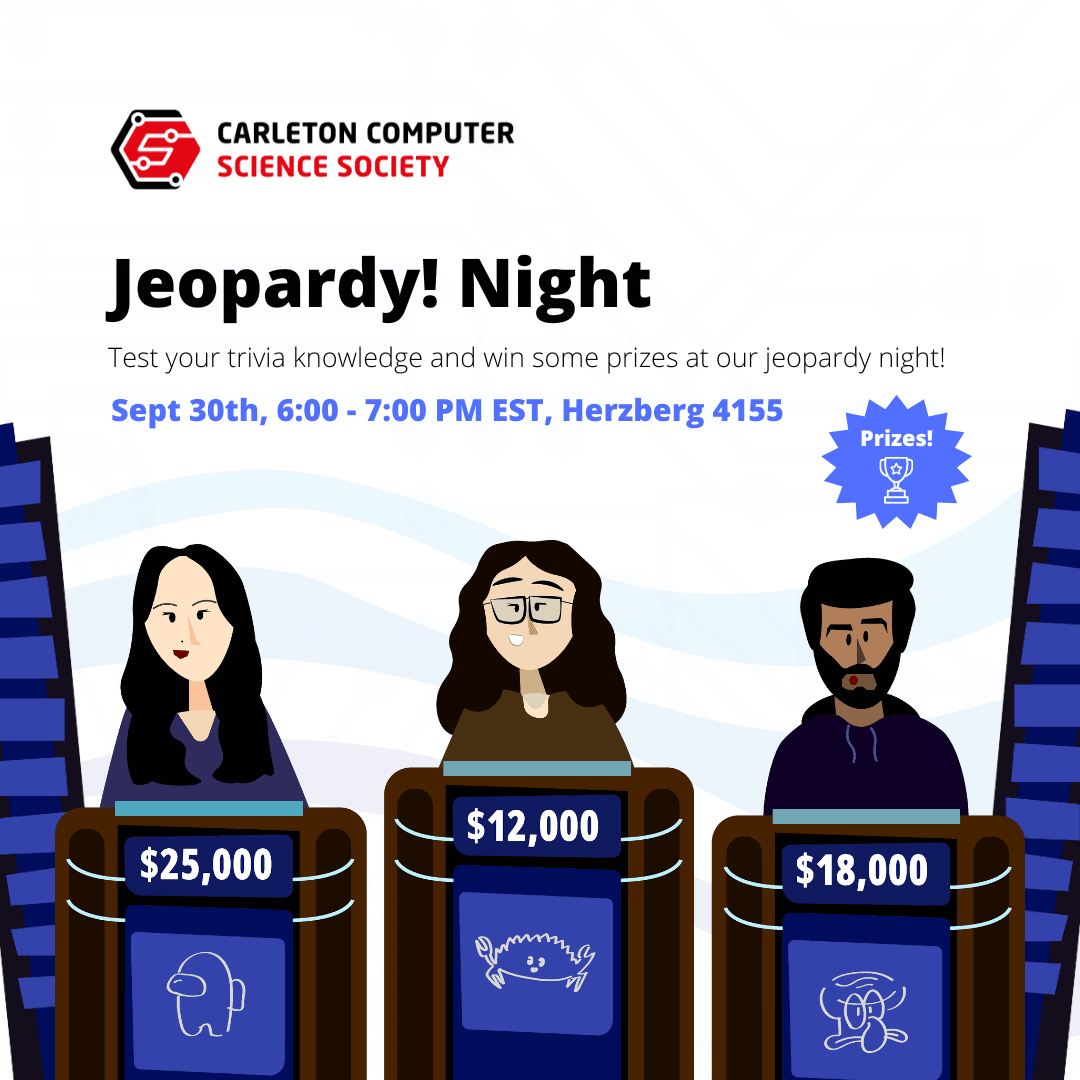 CARLETON COMPUTER
SCIENCE SOCIETY
Jeopardy! Night
Test your trivia knowledge and win some prizes at our jeopardy night!
Sept 30th, 6:00 - 7:00 PM EST, Herzberg 4155
Prizes!
$25,000
$12,000
$18,000